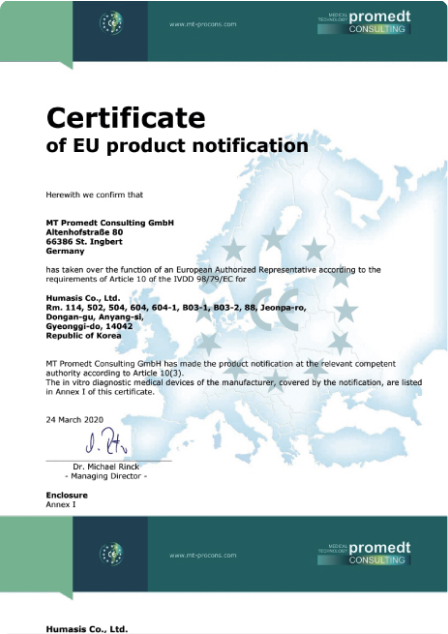 www.mt-procons.com
MEDICAL
TECHNOLOGY
promedt
CONSULTING
Certificate
of EU product notification
Herewith we confirm that
MT Promedt Consulting GmbH
Altenhofstraße 80
66386 St. Ingbert
Germany
has taken over the function of an European Authorized Representative according to the
requirements of Article 10 of the IVDD 98/79/EC for
Humasis Co., Ltd.
Rm. 114, 502, 504, 604, 604-1, B03-1, B03-2, 88, Jeonpa-ro,
Dongan-gu, Anyang-si,
Gyeonggi-do, 14042
Republic of Korea
MT Promedt Consulting GmbH has made the product notification at the relevant competent
authority according to Article 10(3).
The in vitro diagnostic medical devices of the manufacturer, covered by the notification, are listed
in Annex I of this certificate.
24 March 2020
Dr. Michael Rinck
- Managing Director -
Enclosure
Annex I
www.mt-procons.com
MEDICAL
TECHNOLOGY
promedt
CONSULTING
Humasis Co., Ltd.